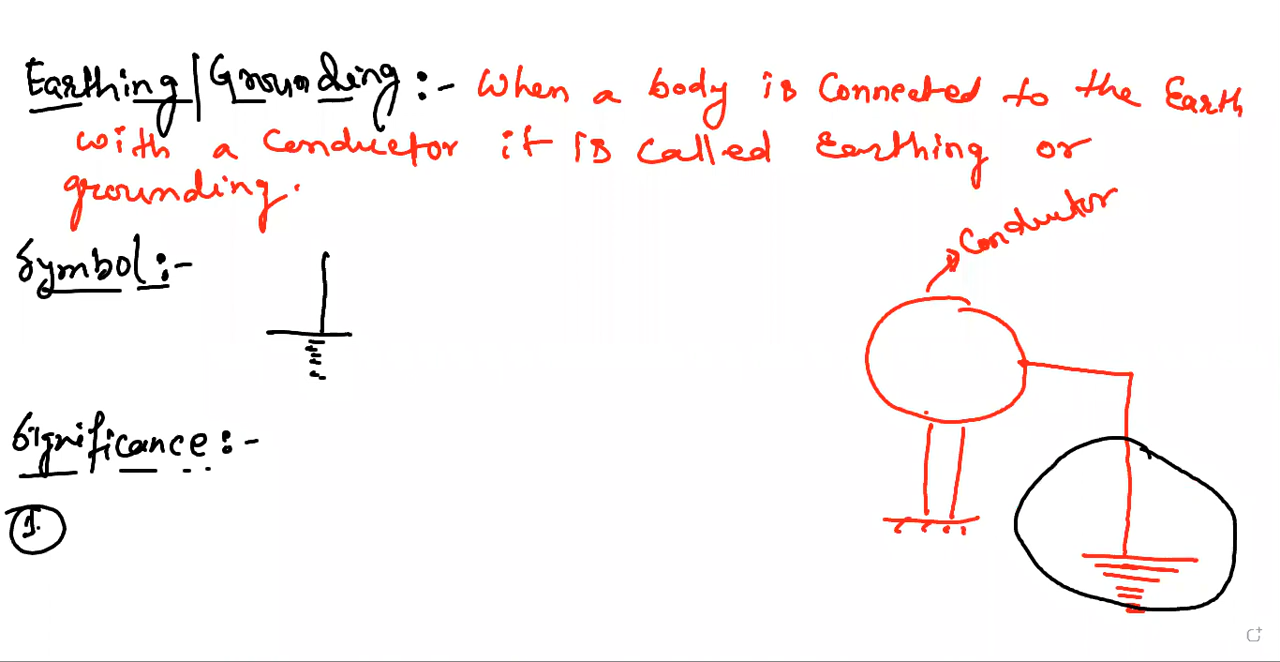 Earthing/Grounding:- When a body is connected to the Earth
with a conductor it is called Earthing or
grounding.
Conductor
Symbol:-
Significance:-
1.